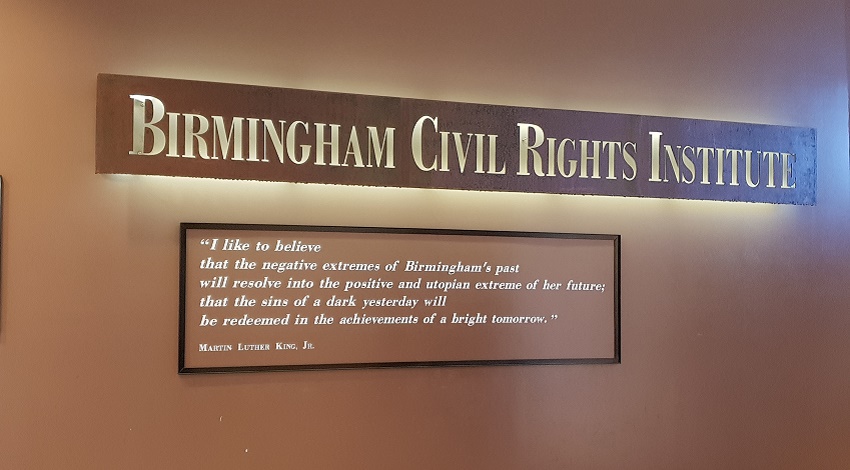 BIRMINGHAM CIVIL RIGHTS INSTITUTE
“I like to believe
that the negative extremes of Birmingham's past
will resolve into the positive and utopian extreme of her future;
that the sins of a dark yesterday will
be redeemed in the achievements of a bright tomorrow.”
MARTIN LUTHER KING, JR.